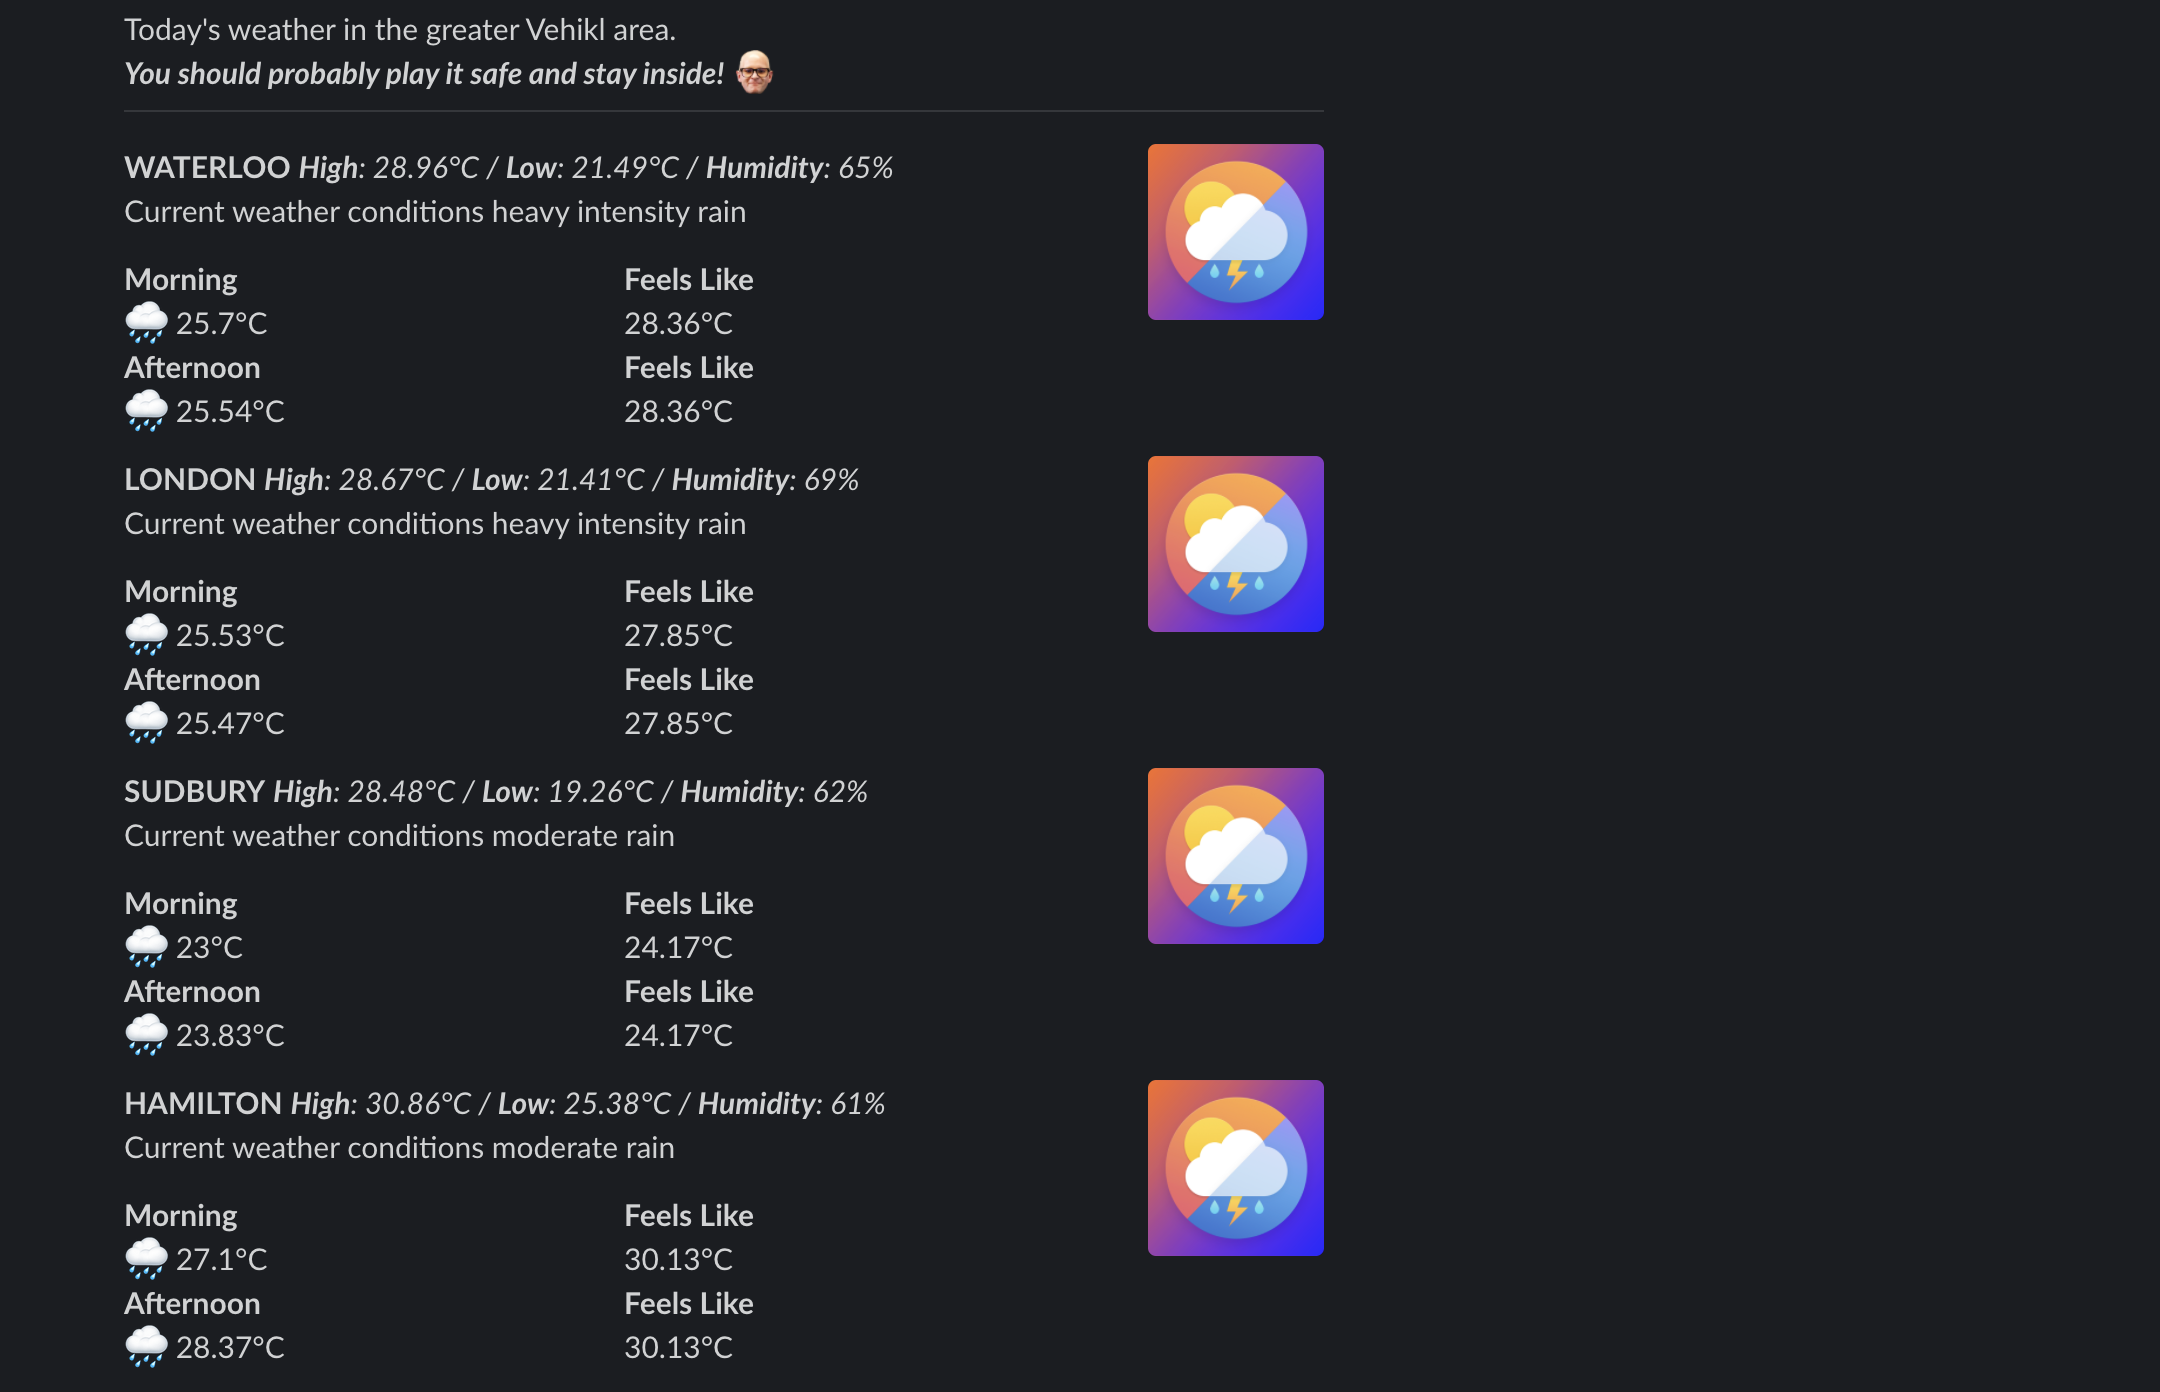 Today's weather in the greater Vehikl area.
You should probably play it safe and stay inside!
WATERLOO High: 28.96°C / Low: 21.49°C / Humidity: 65%
Current weather conditions heavy intensity rain
Morning Feels Like
25.7°C 28.36°C
Afternoon Feels Like
25.54°C 28.36°C
LONDON High: 28.67°C / Low: 21.41°C / Humidity: 69%
Current weather conditions heavy intensity rain
Morning Feels Like
25.53°C 27.85°C
Afternoon Feels Like
25.47°C 27.85°C
SUDBURY High: 28.48°C / Low: 19.26°C / Humidity: 62%
Current weather conditions moderate rain
Morning Feels Like
23°C 24.17°C
Afternoon Feels Like
23.83°C 24.17°C
HAMILTON High: 30.86°C / Low: 25.38°C / Humidity: 61%
Current weather conditions moderate rain
Morning Feels Like
27.1°C 30.13°C
Afternoon Feels Like
28.37°C 30.13°C